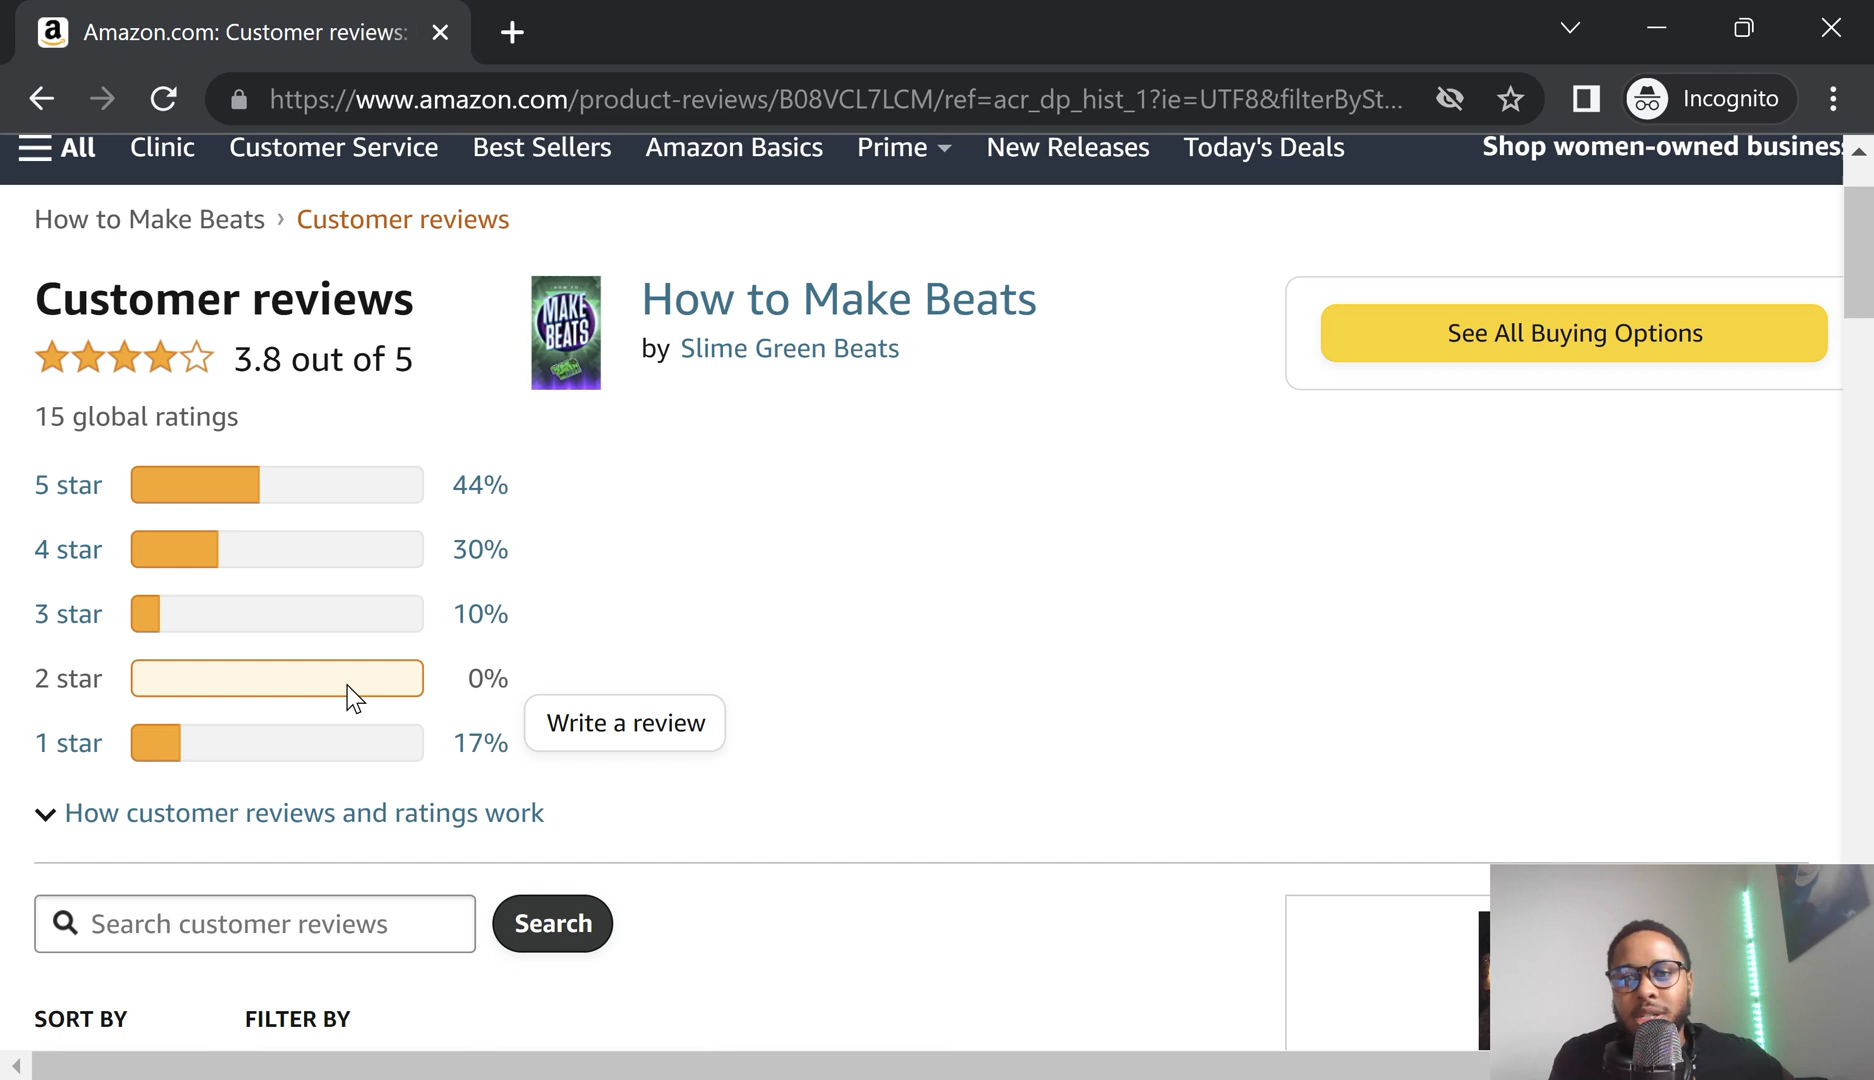 Amazon.com: Customer reviews:
https://www.amazon.com/product-reviews/B08VCL7LCM/ref=acr_dp_hist_1?ie=UTF8&filterBySt...
Incognito
All Clinic Customer Service Best Sellers Amazon Basics Prime New Releases Today's Deals Shop women-owned busines
How to Make Beats › Customer reviews
Customer reviews
3.8 out of 5
15 global ratings
MAKE
BEATS
How to Make Beats
by Slime Green Beats
See All Buying Options
5 star 44%
4 star 30%
3 star 10%
2 star 0%
1 star 17%
Write a review
How customer reviews and ratings work
Search customer reviews
Search
SORT BY FILTER BY